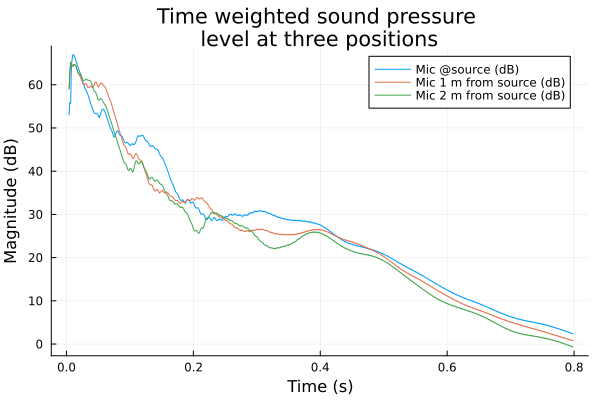 Time weighted sound pressure
level at three positions
Mic @source (dB)
Mic 1 m from source (dB)
Mic 2 m from source (dB)
Magnitude (dB)
60
50
40
30
20
10
0
0.0 0.2 0.4 0.6 0.8
Time (s)